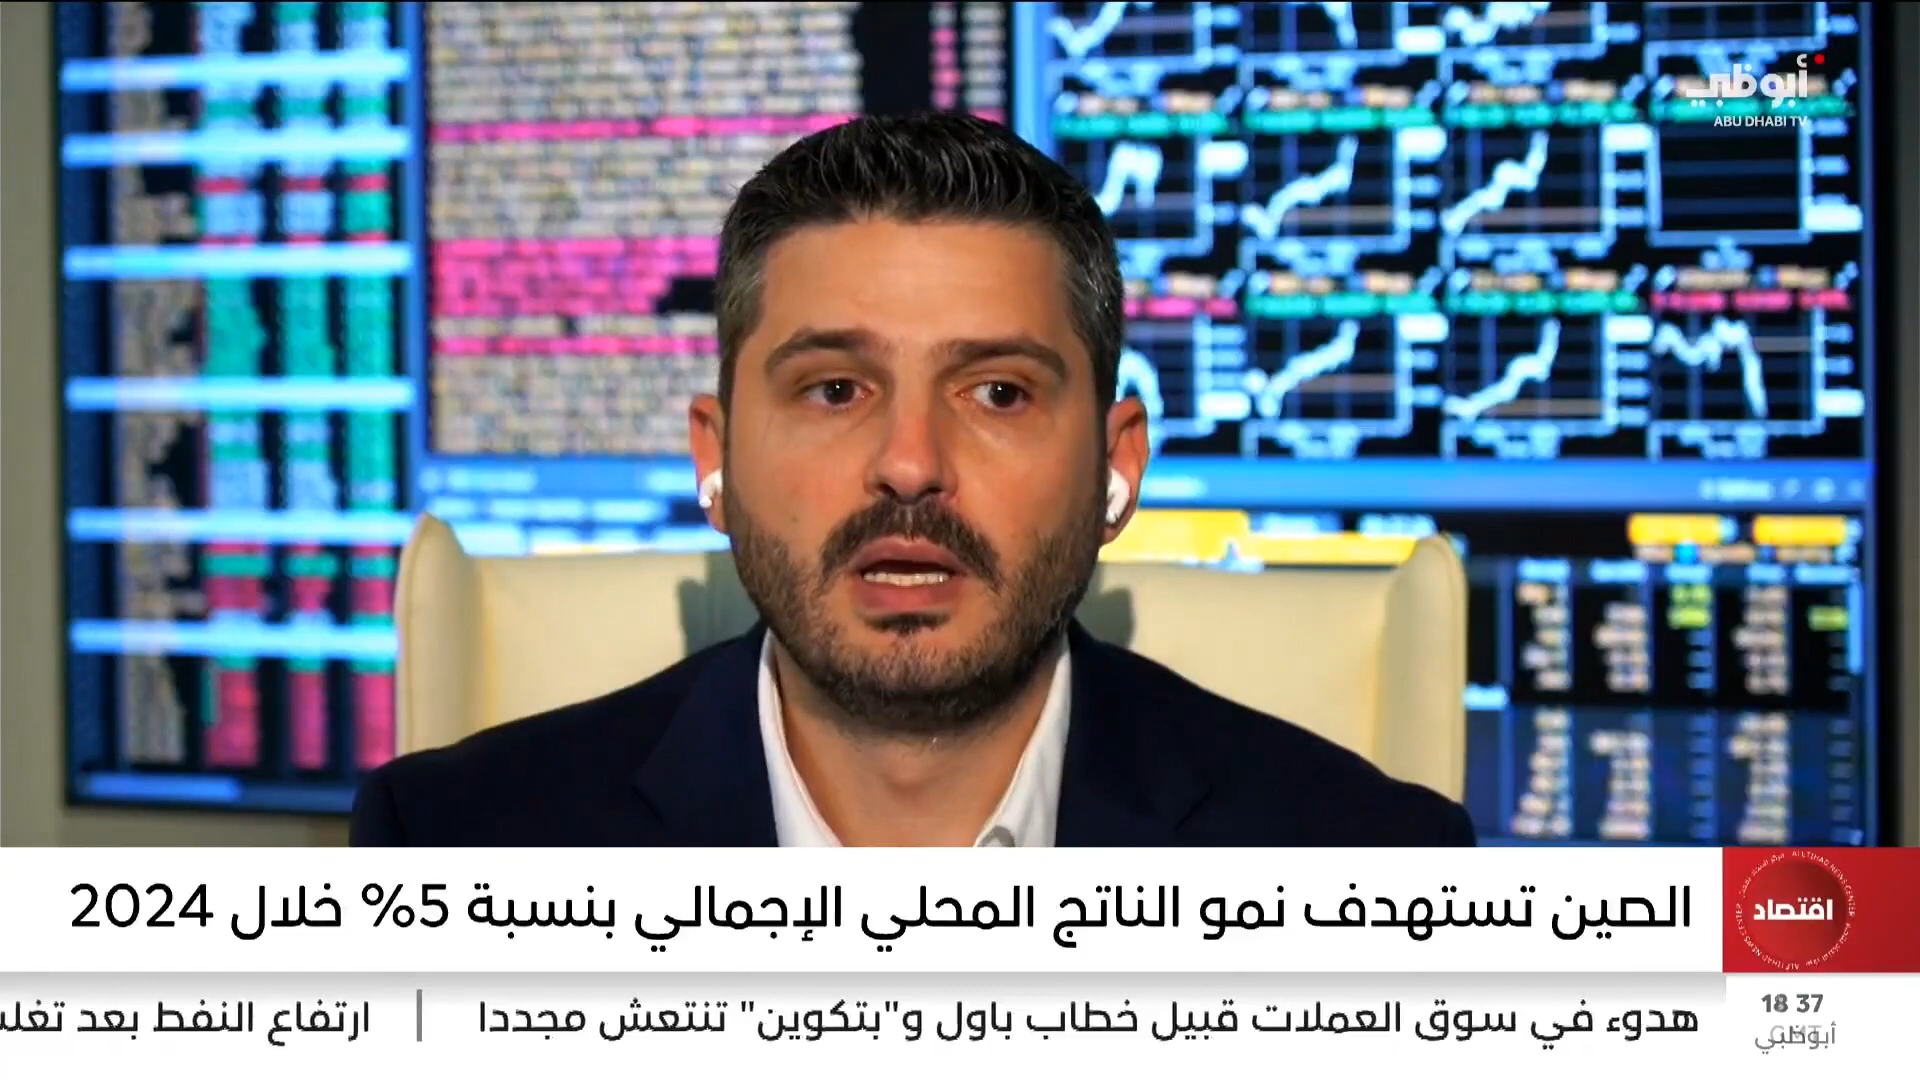 أبوظبي
ABU DHABI TV
الصين تستهدف نمو الناتج المحلي الإجمالي بنسبة 5% خلال 2024
اقتصاد
هدوء في سوق العملات قبيل خطاب باول و"بتكوين" تنتعش مجددا | ارتفاع النفط بعد
18 37
أبوظبي